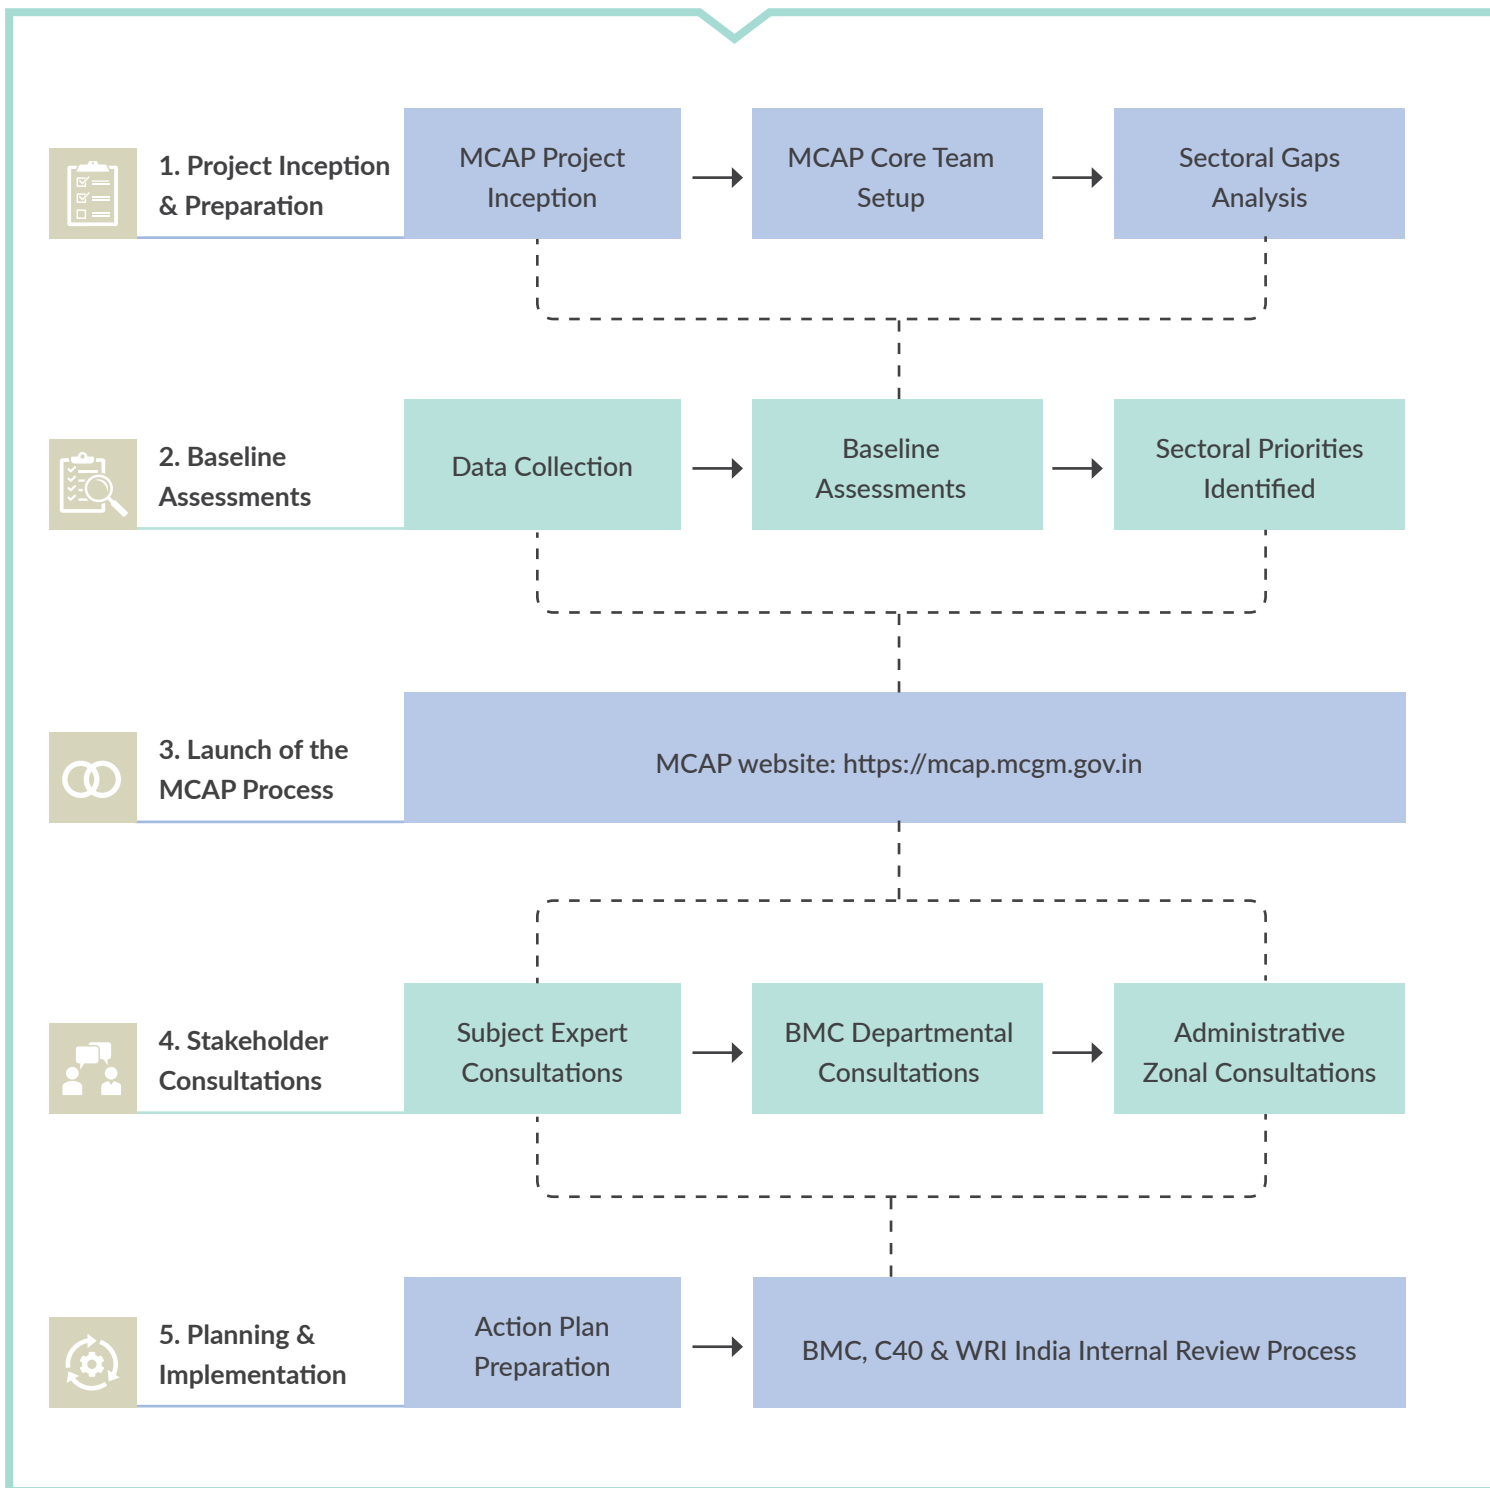 1. Project Inception
& Preparation
MCAP Project
Inception
MCAP Core Team
Setup
Sectoral Gaps
Analysis
2. Baseline
Assessments
Data Collection
Baseline
Assessments
Sectoral Priorities
Identified
3. Launch of the
MCAP Process
MCAP website: https://mcap.mcgm.gov.in
4. Stakeholder
Consultations
Subject Expert
Consultations
BMC Departmental
Consultations
Administrative
Zonal Consultations
5. Planning &
Implementation
Action Plan
Preparation
BMC, C40 & WRI India Internal Review Process